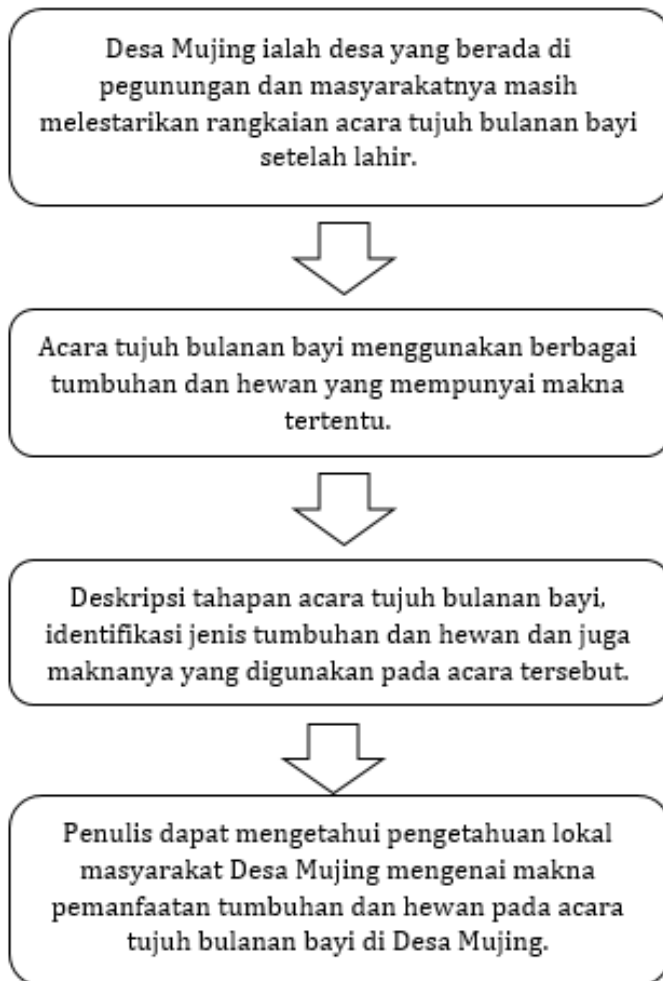 Desa Mujing ialah desa yang berada di
pegunungan dan masyarakatnya masih
melestarikan rangkaian acara tujuh bulanan bayi
setelah lahir.
Acara tujuh bulanan bayi menggunakan berbagai
tumbuhan dan hewan yang mempunyai makna
tertentu.
Deskripsi tahapan acara tujuh bulanan bayi,
identifikasi jenis tumbuhan dan hewan dan juga
maknanya yang digunakan pada acara tersebut.
Penulis dapat mengetahui pengetahuan lokal
masyarakat Desa Mujing mengenai makna
pemanfaatan tumbuhan dan hewan pada acara
tujuh bulanan bayi di Desa Mujing.